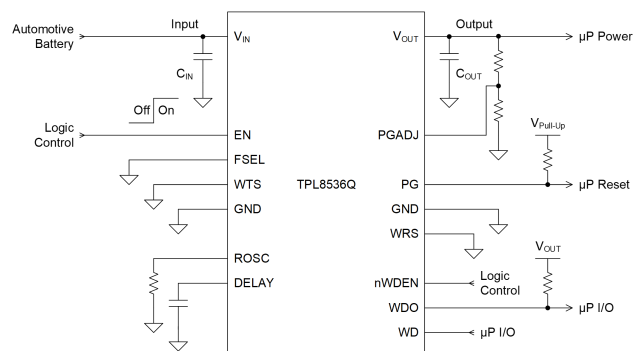 Automotive
Battery
Input
Output
V_IN
V_OUT
µP Power
C_IN
C_OUT
Off
On
Logic
Control
EN
PGADJ
V_Pull-Up
FSEL
WTS
TPL8536Q
PG
µP Reset
GND
GND
WRS
V_OUT
ROSC
DELAY
nWDEN
Logic
Control
WDO
µP I/O
WD
µP I/O